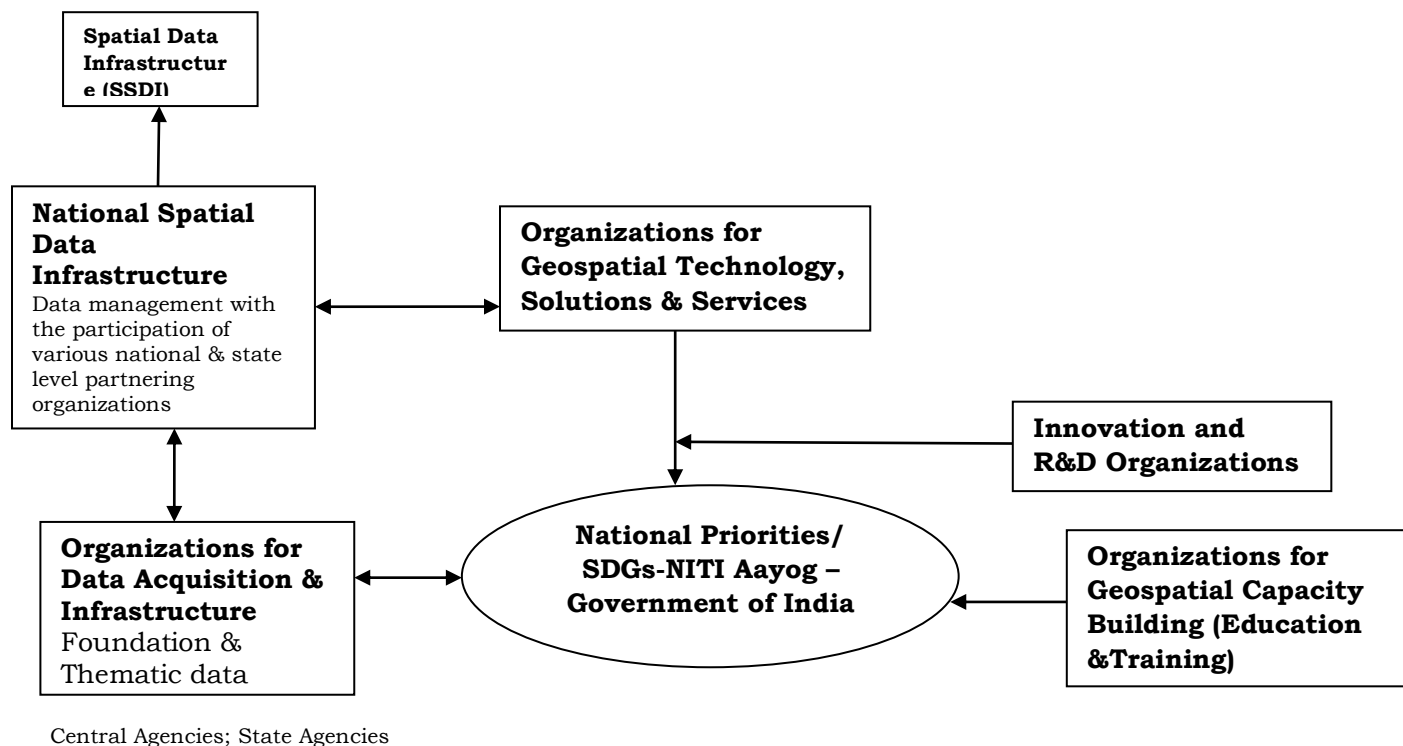 Spatial Data
Infrastructur
e (SSDI)
National Spatial
Data
Infrastructure
Data management with
the participation of
various national & state
level partnering
organizations
Organizations for
Geospatial Technology,
Solutions & Services
Innovation and
R&D Organizations
Organizations for
Data Acquisition &
Infrastructure
Foundation &
Thematic data
National Priorities/
SDGs-NITI Aayog –
Government of India
Organizations for
Geospatial Capacity
Building (Education
&Training)
Central Agencies; State Agencies